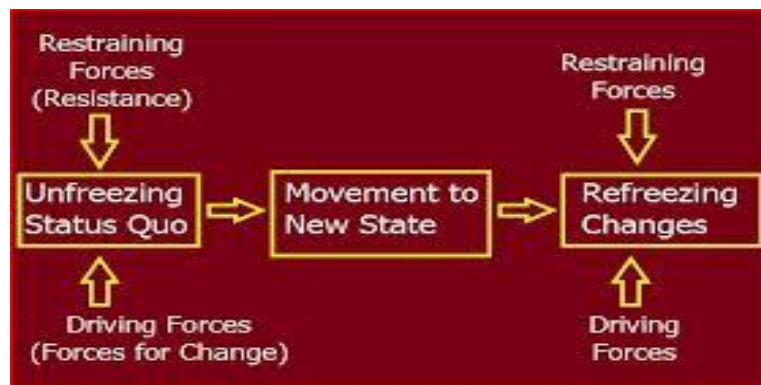 Restraining
Forces
(Resistance)
Restraining
Forces
Unfreezing
Status Quo
Movement to
New State
Refreezing
Changes
Driving Forces
(Forces for Change)
Driving
Forces